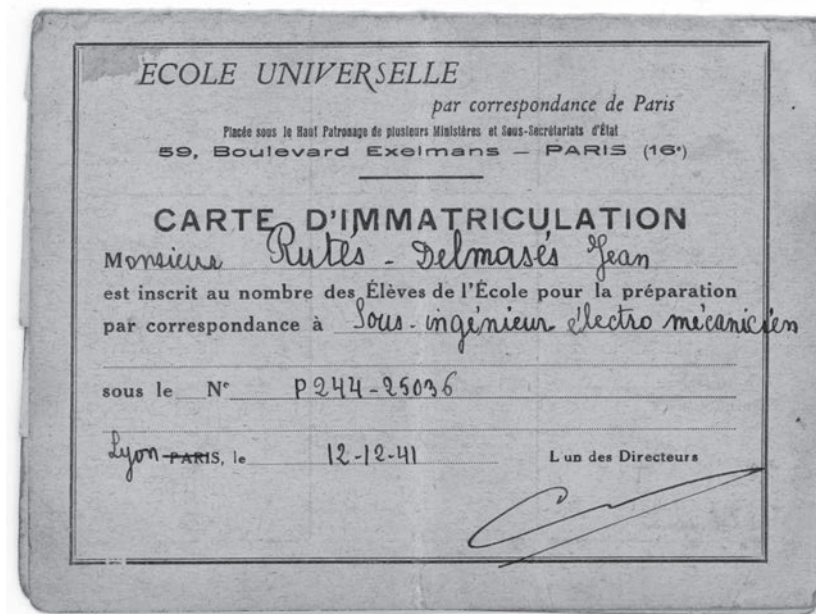 ECOLE UNIVERSELLE
par correspondance de Paris
Placée sous le Haut Patronage de plusieurs Ministères et Sous-Secrétariats d'État
59, Boulevard Exelmans — PARIS (16e)
CARTE D'IMMATRICULATION
Monsieur Rutés - Delmasés Jean
est inscrit au nombre des Élèves de l'École pour la préparation
par correspondance à Sous-ingénieur électro mécanicien
sous le N° P244-25036
Lyon PARIS, le 12-12-41 L'un des Directeurs